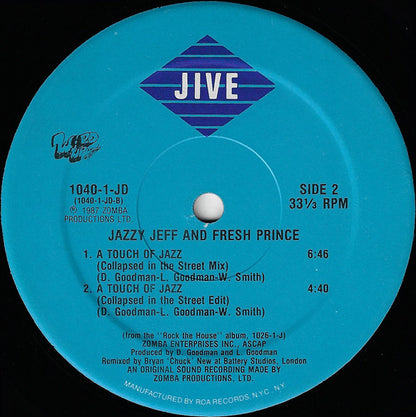 JIVE
WORD
1040-1-JD
(1040-1-JD-B)
℗ 1987 ZOMBA
PRODUCTIONS LTD.
SIDE 2
33⅓ RPM
JAZZY JEFF AND FRESH PRINCE
1. A TOUCH OF JAZZ 6:46
(Collapsed in the Street Mix)
(D. Goodman-L. Goodman-W. Smith)
2. A TOUCH OF JAZZ 4:40
(Collapsed in the Street Edit)
(D. Goodman-L. Goodman-W. Smith)
(from the "Rock the House" album, 1026-1-J)
ZOMBA ENTERPRISES INC., ASCAP
Produced by D. Goodman and L. Goodman
Remixed by Bryan 'Chuck' New at Battery Studios, London
AN ORIGINAL SOUND RECORDING MADE BY
ZOMBA PRODUCTIONS, LTD.
MANUFACTURED BY RCA RECORDS, N.Y., N.Y.